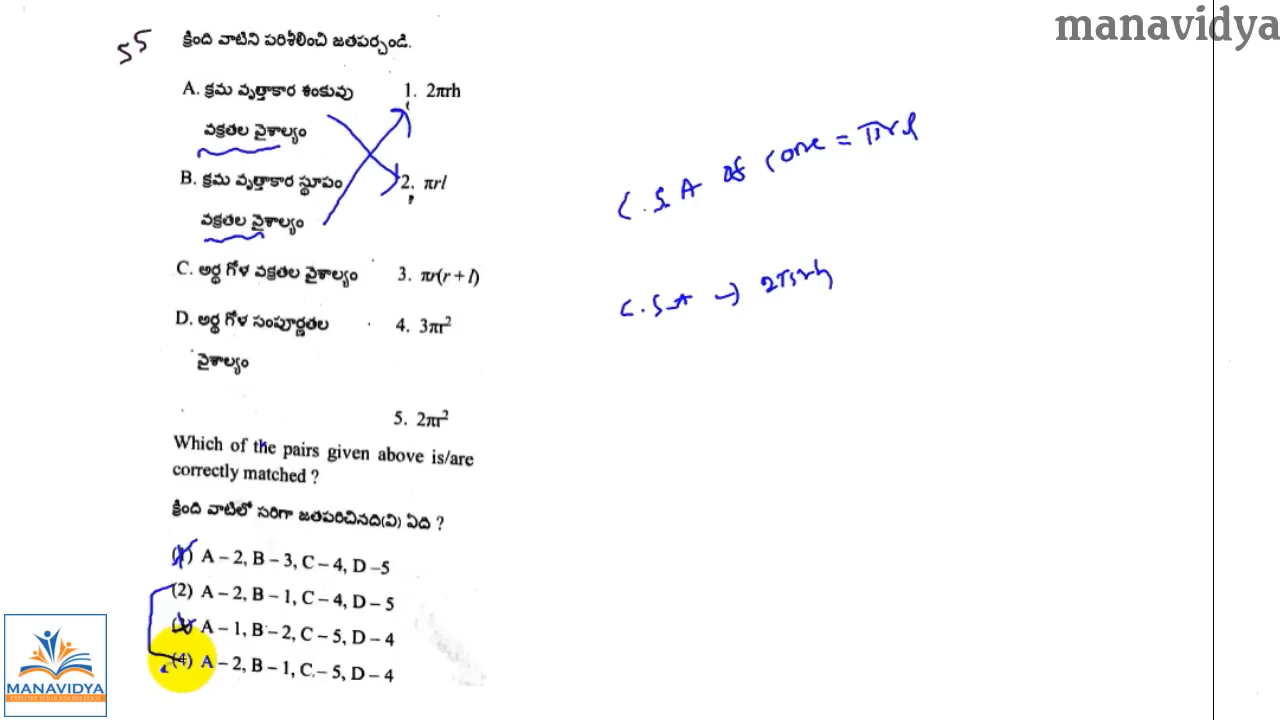 manavidya
55 క్రింది వాటిని పరిశీలించి జతపర్చండి.
A. క్రమ వృత్తాకార శంకువు 1. 2πrh
వక్రతల వైశాల్యం
B. క్రమ వృత్తాకార స్థూపం 2. πrl
వక్రతల వైశాల్యం
C. అర్ధ గోళ వక్రతల వైశాల్యం 3. πr(r + l)
D. అర్ధ గోళ సంపూర్ణతల 4. 3πr²
వైశాల్యం
5. 2πr²
Which of the pairs given above is/are
correctly matched ?
క్రింది వాటిలో సరిగా జతపరిచినది(వి) ఏది ?
(1) A – 2, B – 3, C – 4, D –5
(2) A – 2, B – 1, C – 4, D – 5
(3) A – 1, B – 2, C – 5, D – 4
(4) A – 2, B – 1, C – 5, D – 4
C.S.A of Cone = πrl
C.S.A → 2πrh
MANAVIDYA